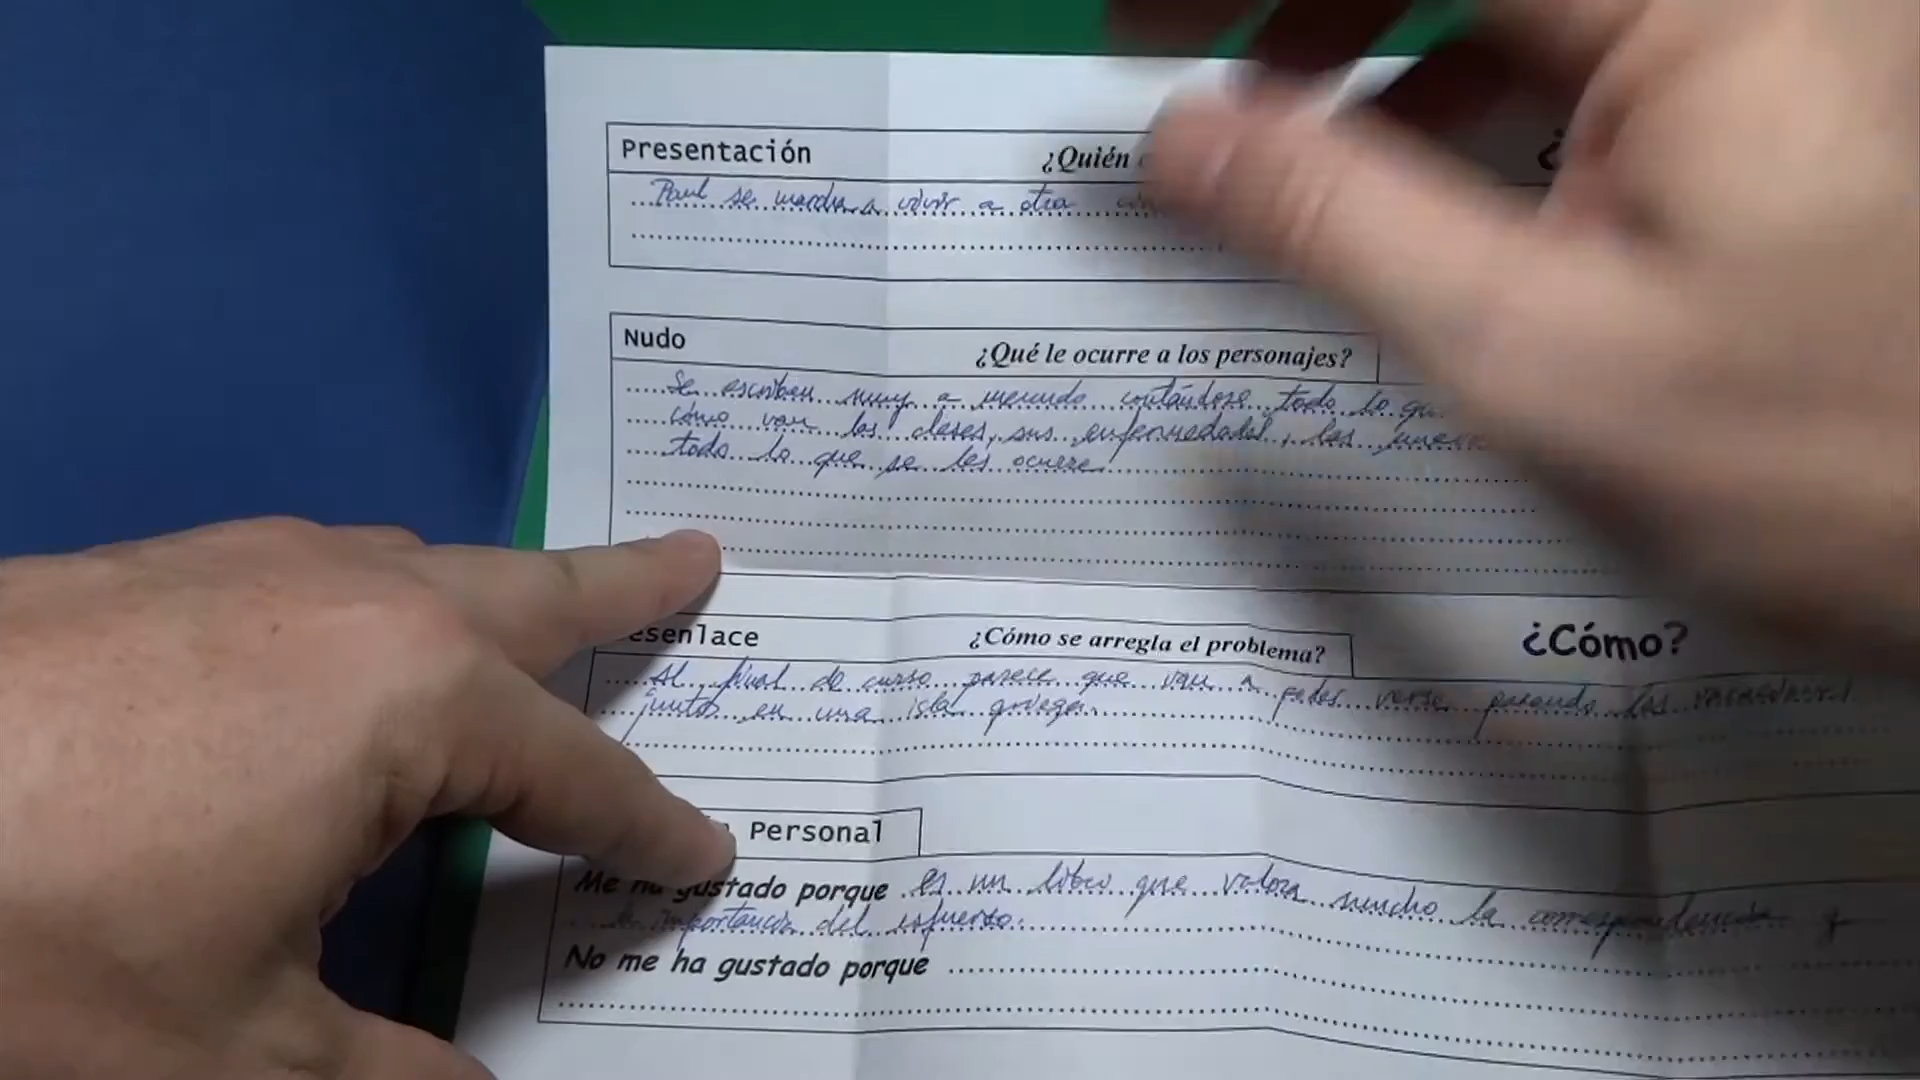 Presentación ¿Quién ¿
Paul se marcha a vivir a otra
Nudo ¿Qué le ocurre a los personajes?
Se escriben muy a menudo contándose todo lo qu
cómo van las clases, sus enfermedades, las nuev
todo lo que se les ocurre.
esenlace ¿Cómo se arregla el problema? ¿Cómo?
Al final de curso parece que van a poder verse pasando las vacaciones
juntos en una isla griega.
Personal
Me ha gustado porque es un libro que valora mucho la correspondencia y
la importancia del esfuerzo.
No me ha gustado porque